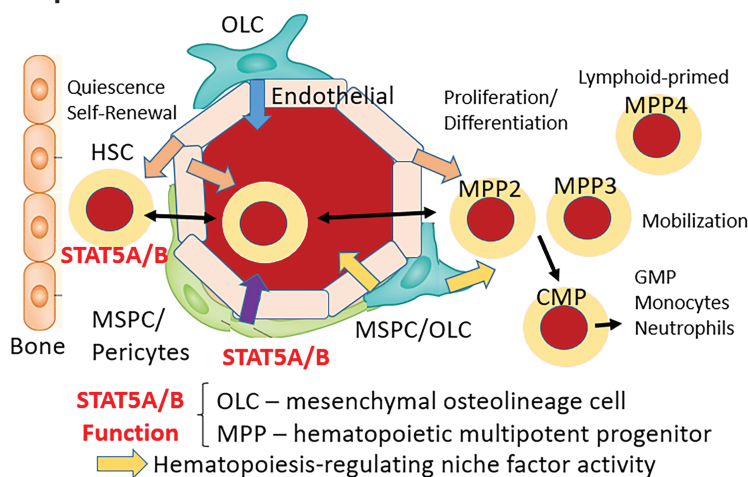 OLC
Quiescence
Self-Renewal
Endothelial
Proliferation/
Differentiation
Lymphoid-primed
MPP4
HSC
MPP2
MPP3
Mobilization
STAT5A/B
GMP
Monocytes
Neutrophils
CMP
Bone
MSPC/
Pericytes
MSPC/OLC
STAT5A/B
STAT5A/B
Function
OLC – mesenchymal osteolineage cell
MPP – hematopoietic multipotent progenitor
Hematopoiesis-regulating niche factor activity